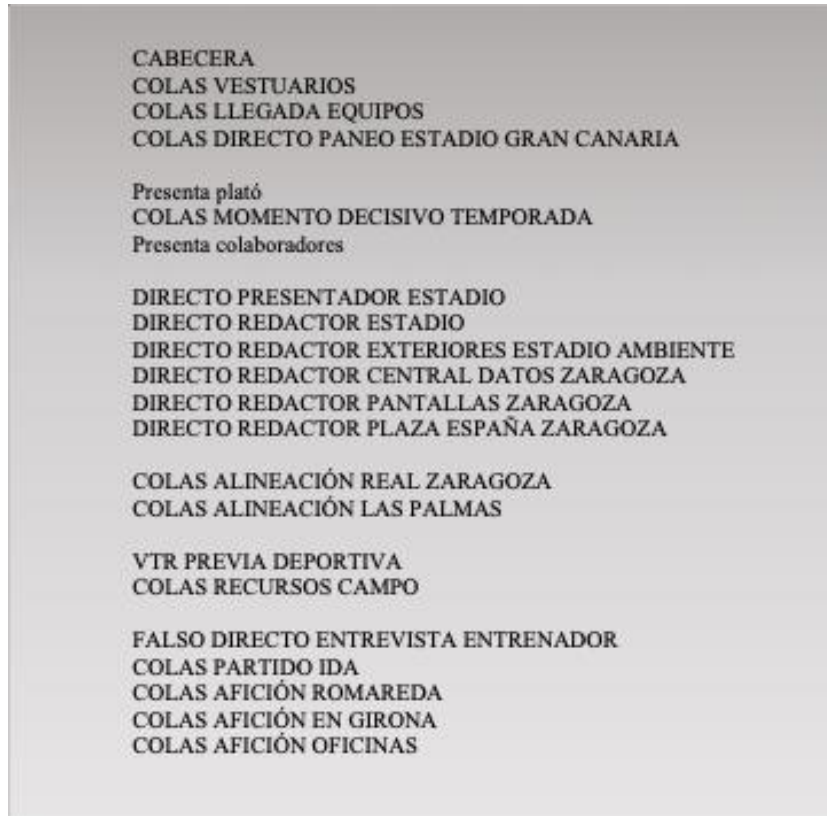 CABECERA
COLAS VESTUARIOS
COLAS LLEGADA EQUIPOS
COLAS DIRECTO PANEO ESTADIO GRAN CANARIA
Presenta plató
COLAS MOMENTO DECISIVO TEMPORADA
Presenta colaboradores
DIRECTO PRESENTADOR ESTADIO
DIRECTO REDACTOR ESTADIO
DIRECTO REDACTOR EXTERIORES ESTADIO AMBIENTE
DIRECTO REDACTOR CENTRAL DATOS ZARAGOZA
DIRECTO REDACTOR PANTALLAS ZARAGOZA
DIRECTO REDACTOR PLAZA ESPAÑA ZARAGOZA
COLAS ALINEACIÓN REAL ZARAGOZA
COLAS ALINEACIÓN LAS PALMAS
VTR PREVIA DEPORTIVA
COLAS RECURSOS CAMPO
FALSO DIRECTO ENTREVISTA ENTRENADOR
COLAS PARTIDO IDA
COLAS AFICIÓN ROMAREDA
COLAS AFICIÓN EN GIRONA
COLAS AFICIÓN OFICINAS